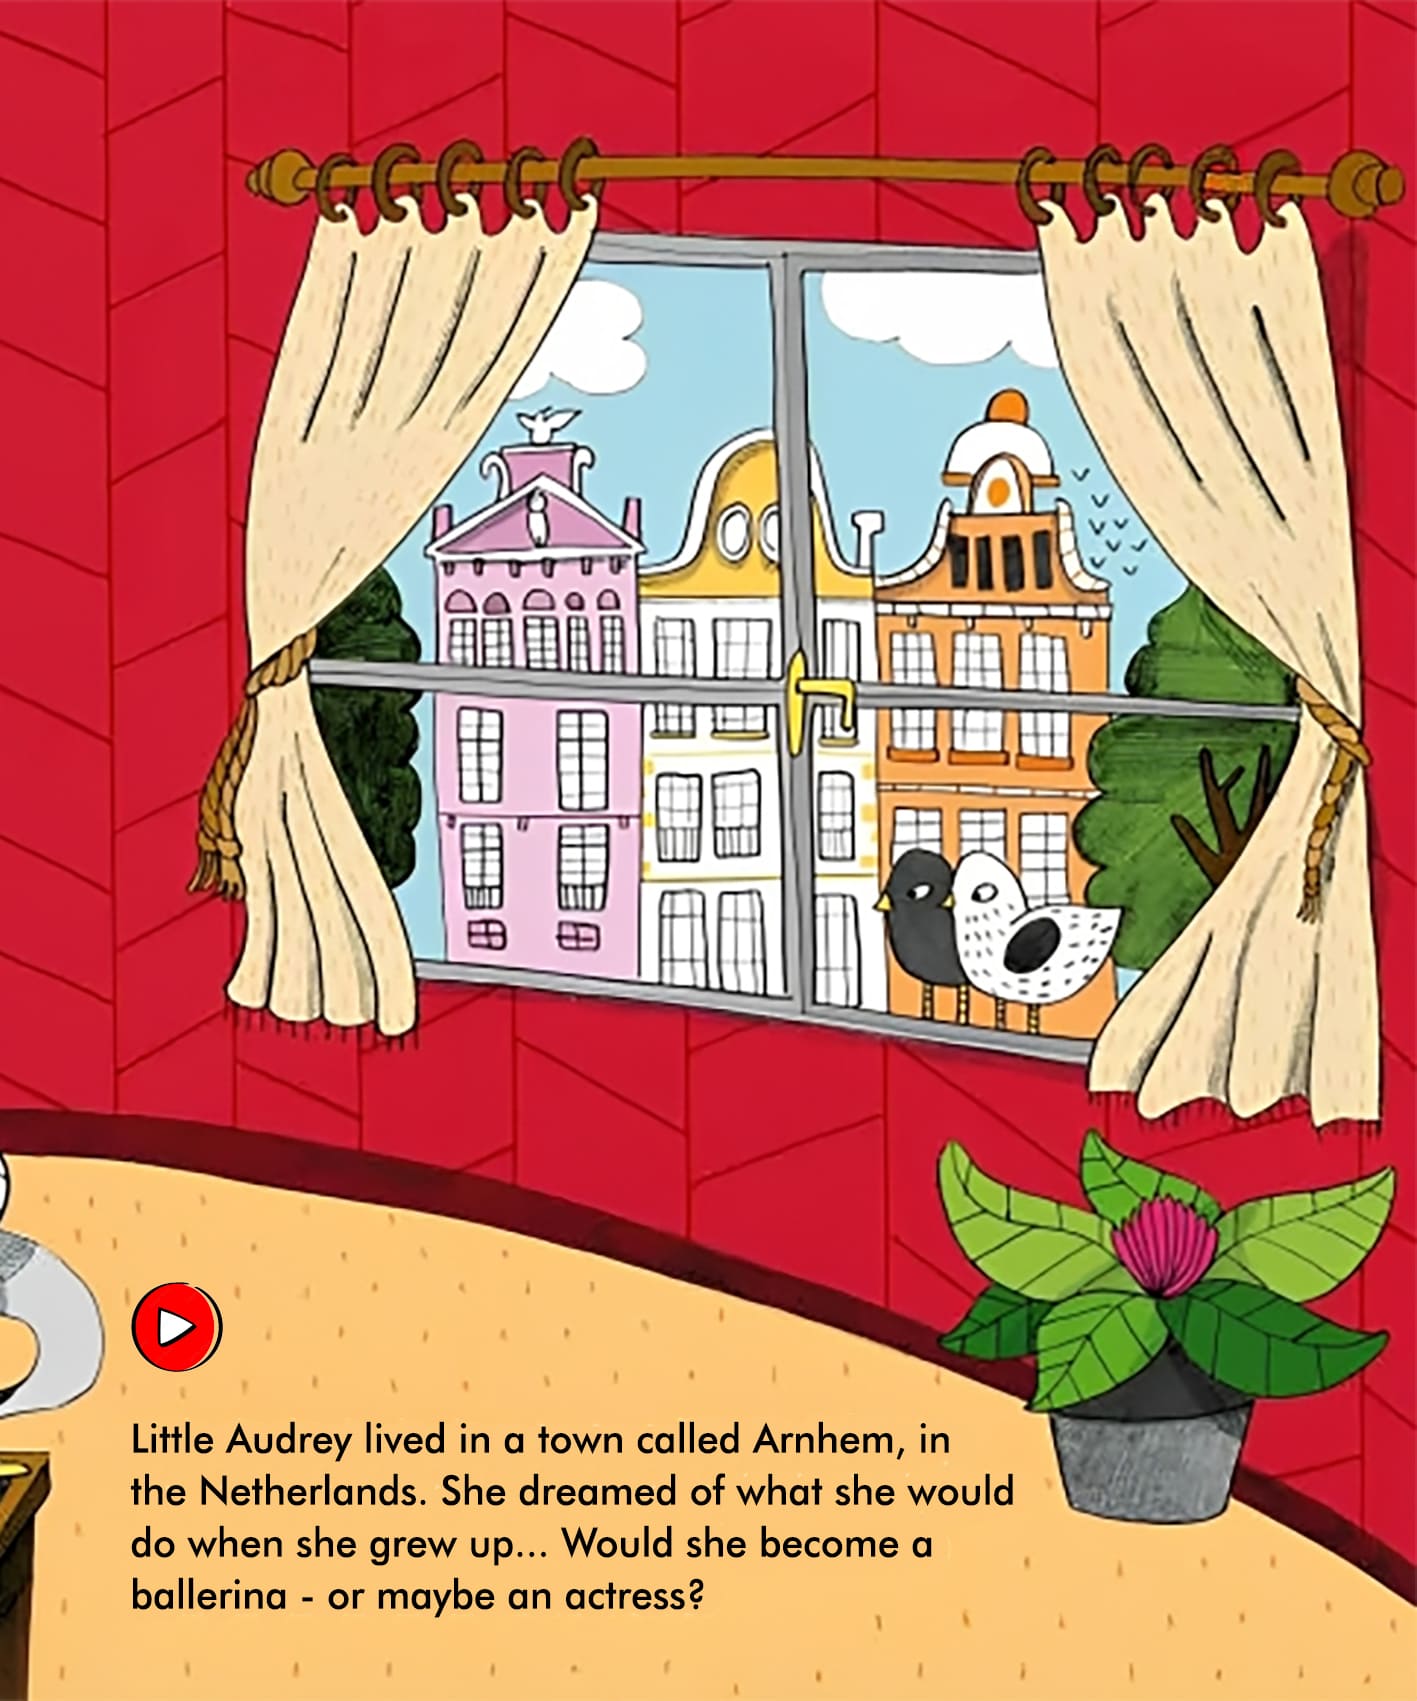 Little Audrey lived in a town called Arnhem, in
the Netherlands. She dreamed of what she would
do when she grew up... Would she become a
ballerina - or maybe an actress?